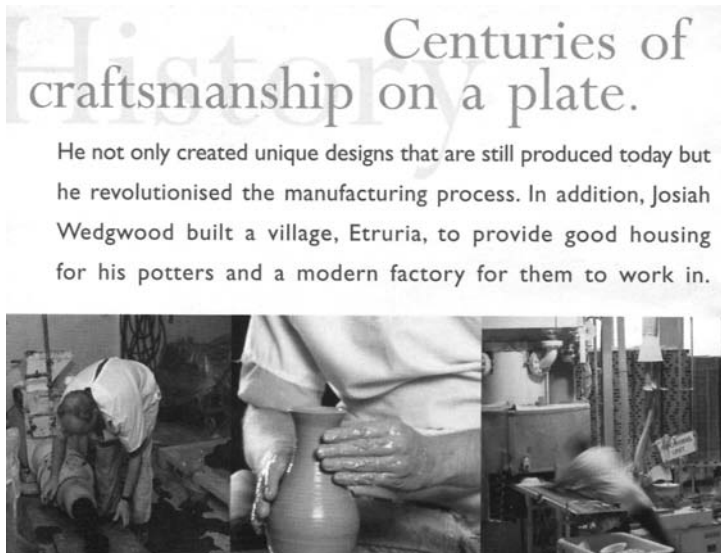 History
Centuries of
craftsmanship on a plate.
He not only created unique designs that are still produced today but
he revolutionised the manufacturing process. In addition, Josiah
Wedgwood built a village, Etruria, to provide good housing
for his potters and a modern factory for them to work in.